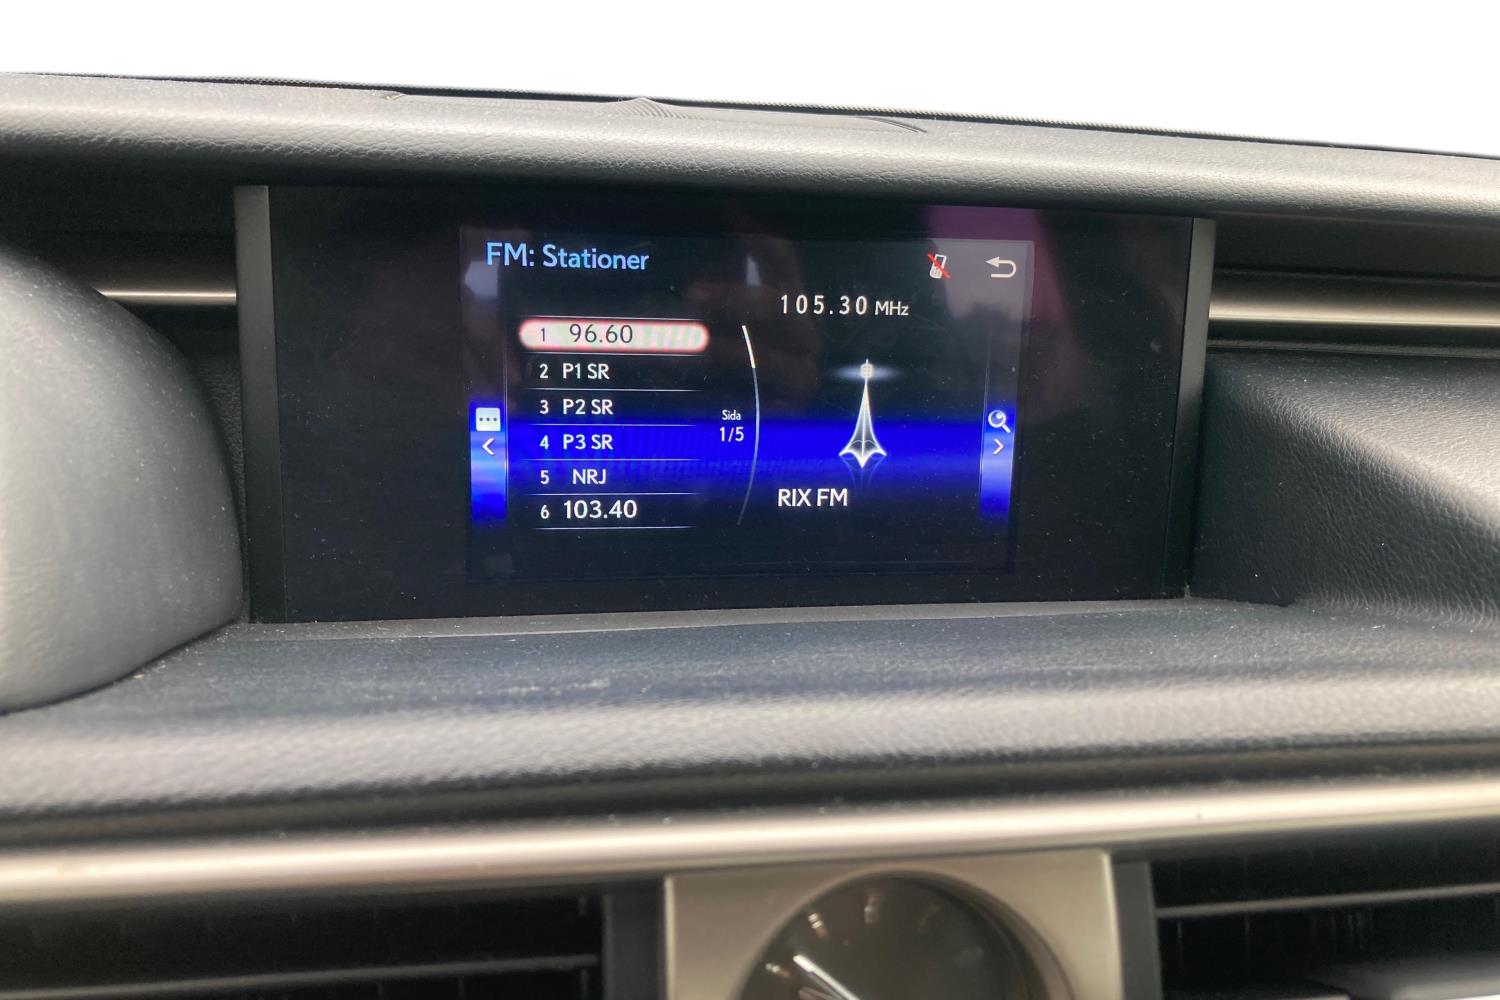 FM: Stationer
105.30 MHz
1 96.60
2 P1 SR
3 P2 SR
4 P3 SR
5 NRJ
6 103.40
Sida
1/5
RIX FM